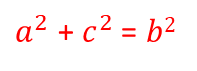 a² + c² = b²